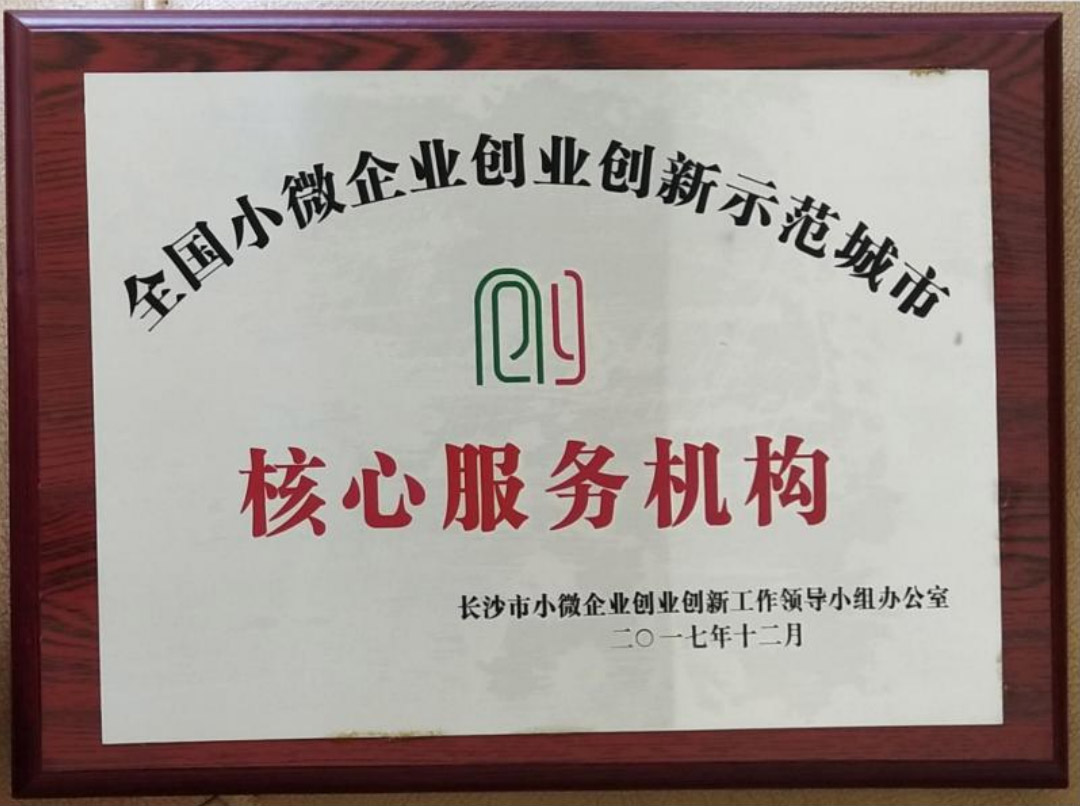 全国小微企业创业创新示范城市
核心服务机构
长沙市小微企业创业创新工作领导小组办公室
二〇一七年十二月